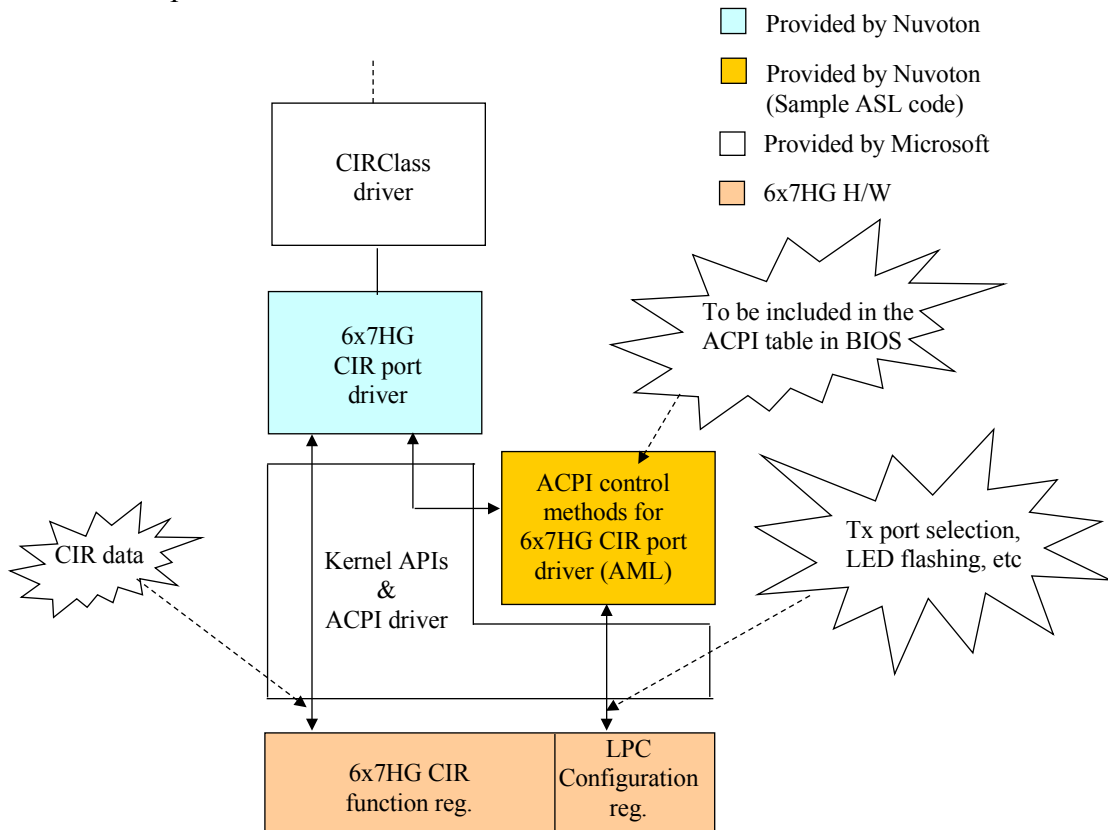 Provided by Nuvoton
Provided by Nuvoton
(Sample ASL code)
Provided by Microsoft
6x7HG H/W
CIRClass
driver
6x7HG
CIR port
driver
To be included in the
ACPI table in BIOS
ACPI control
methods for
6x7HG CIR port
driver (AML)
Tx port selection,
LED flashing, etc
CIR data
Kernel APIs
&
ACPI driver
6x7HG CIR
function reg.
LPC
Configuration
reg.